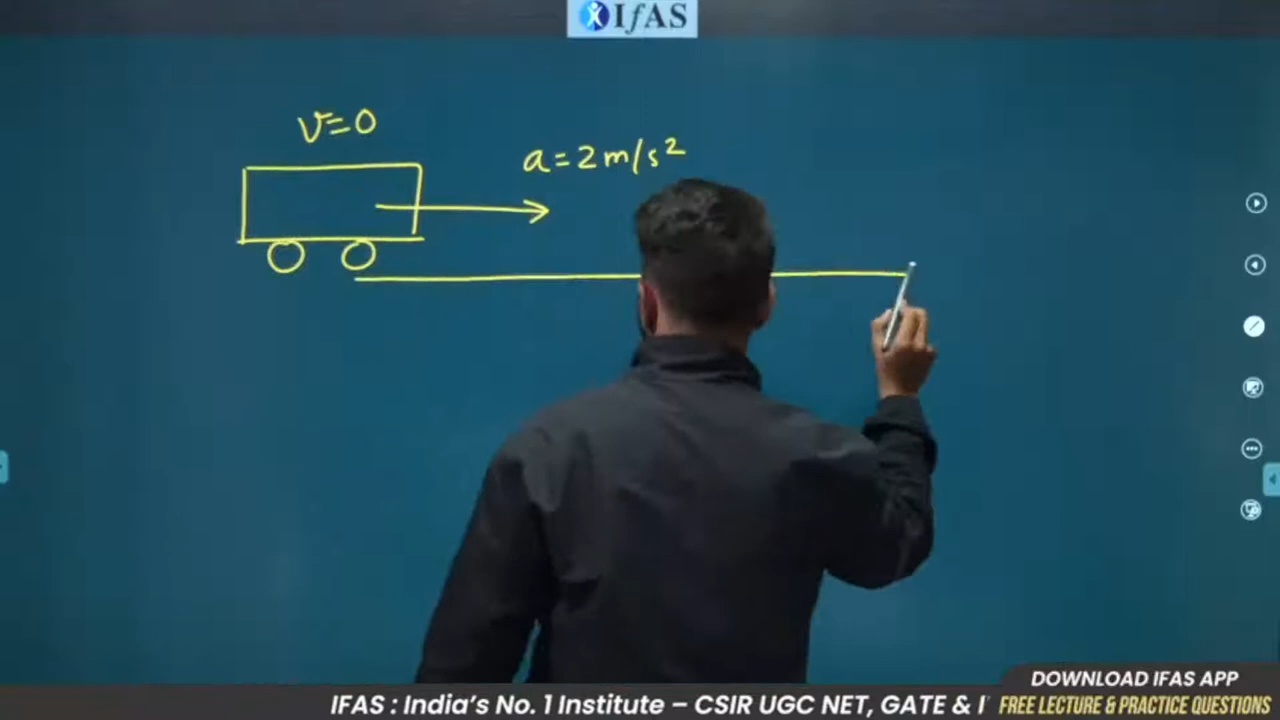 IfAS
v=0
a=2m/s²
DOWNLOAD IFAS APP
IFAS : India's No. 1 Institute – CSIR UGC NET, GATE & I
FREE LECTURE & PRACTICE QUESTIONS